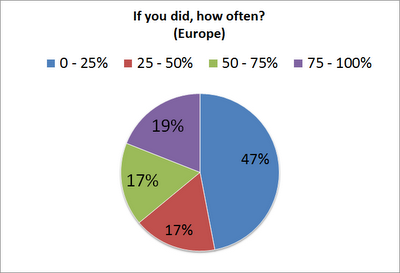 If you did, how often?
(Europe)
0 - 25% 25 - 50% 50 - 75% 75 - 100%
19%
47%
17%
17%